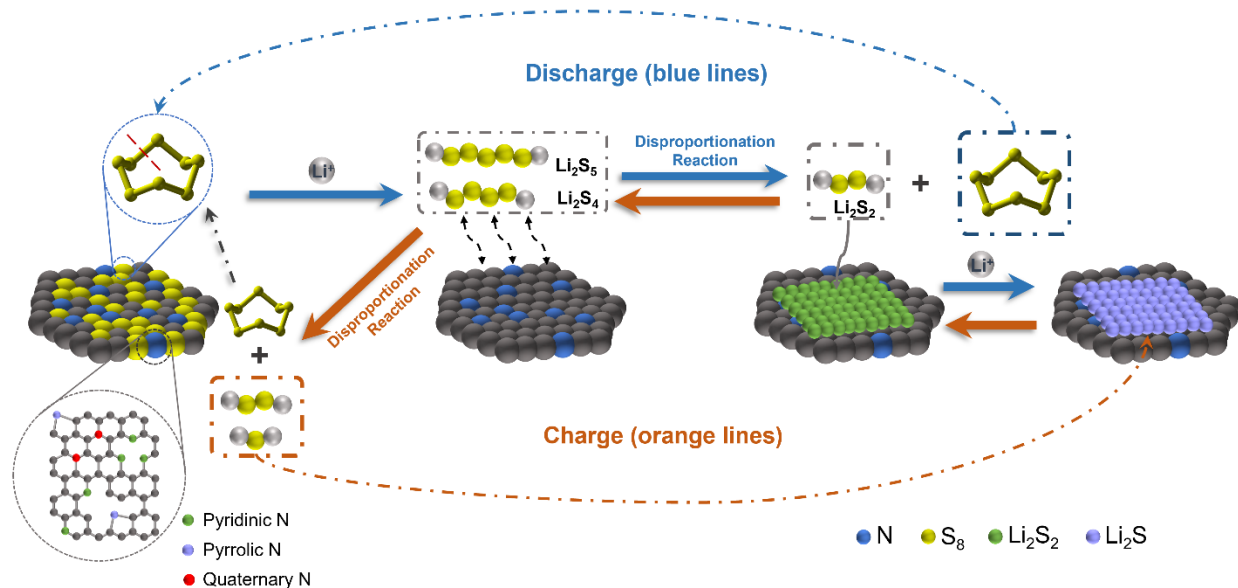 Discharge (blue lines)
Li⁺
Li₂S₅
Li₂S₄
Disproportionation
Reaction
Li₂S₂
+
Li⁺
Disproportionation
Reaction
+
Charge (orange lines)
Pyridinic N
Pyrrolic N
Quaternary N
N
S₈
Li₂S₂
Li₂S